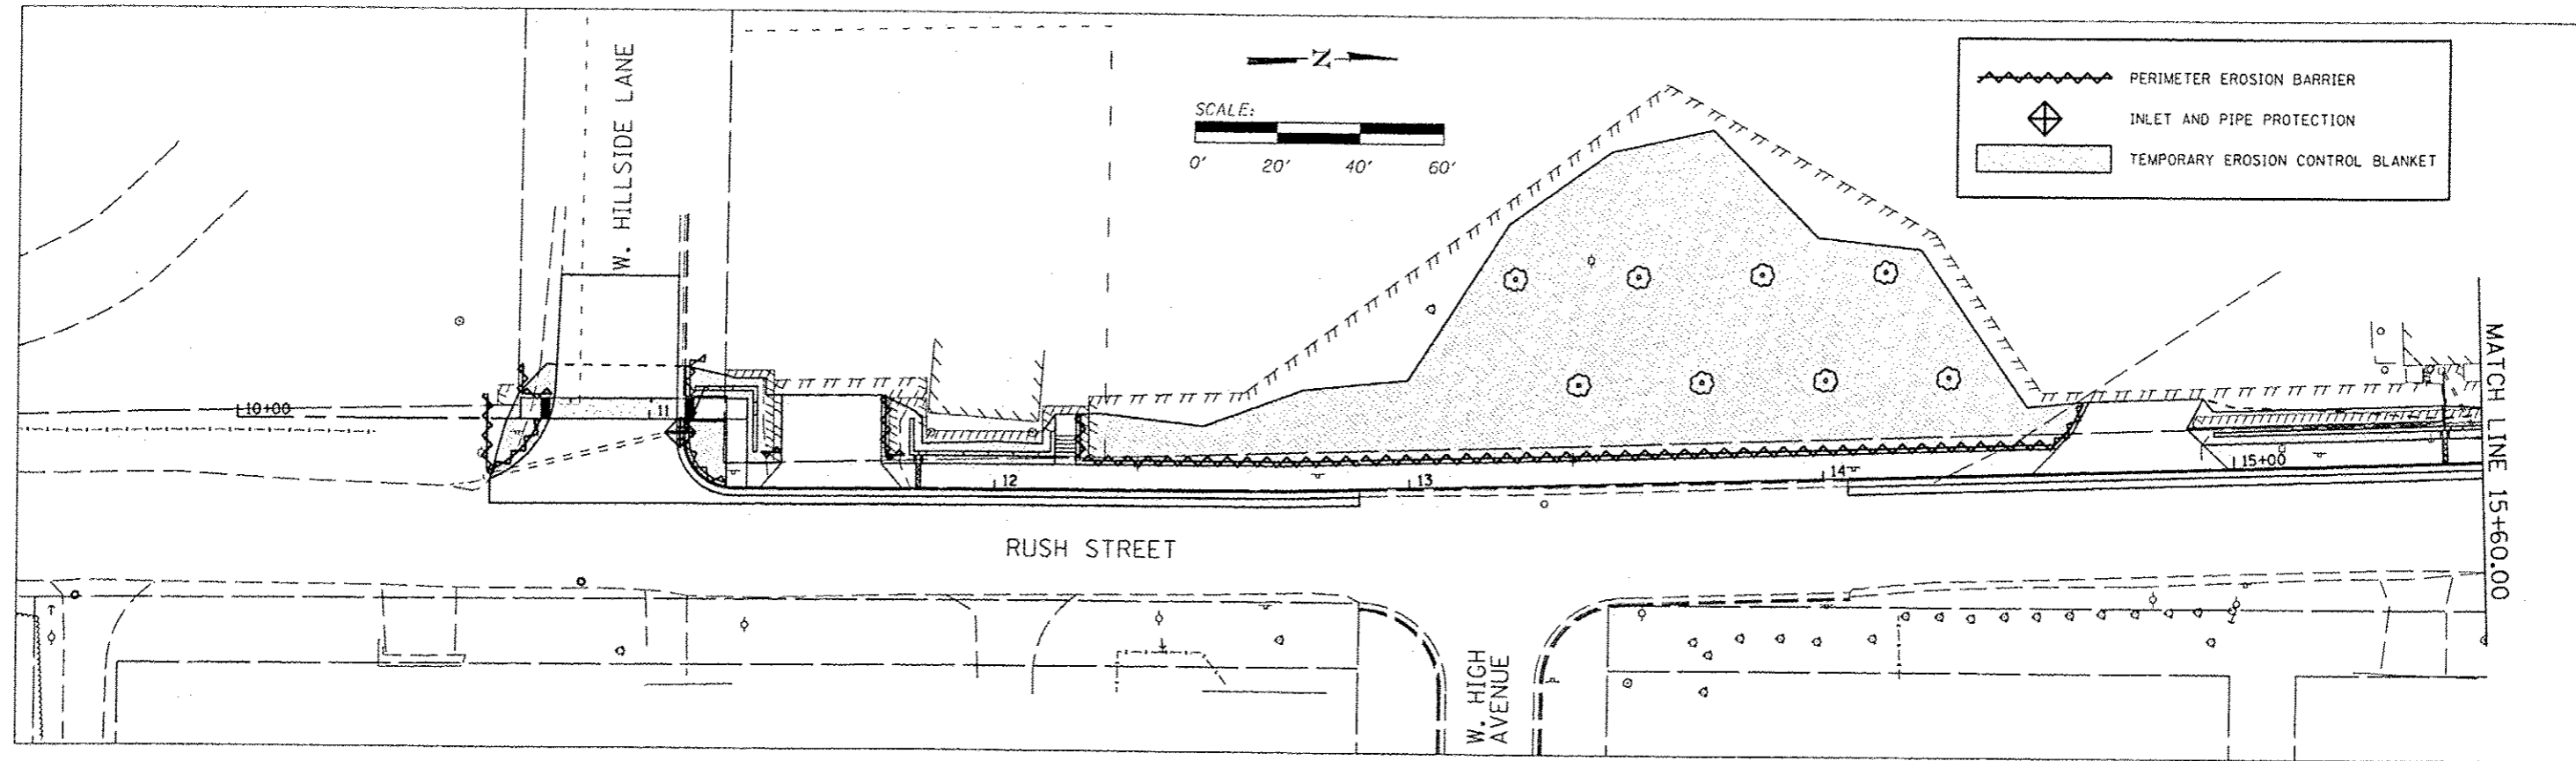 W. HILLSIDE LANE
N
SCALE:
0' 20' 40' 60'
PERIMETER EROSION BARRIER
INLET AND PIPE PROTECTION
TEMPORARY EROSION CONTROL BLANKET
10+00
11
12
13
14
15+00
MATCH LINE 15+60.00
RUSH STREET
W. HIGH
AVENUE